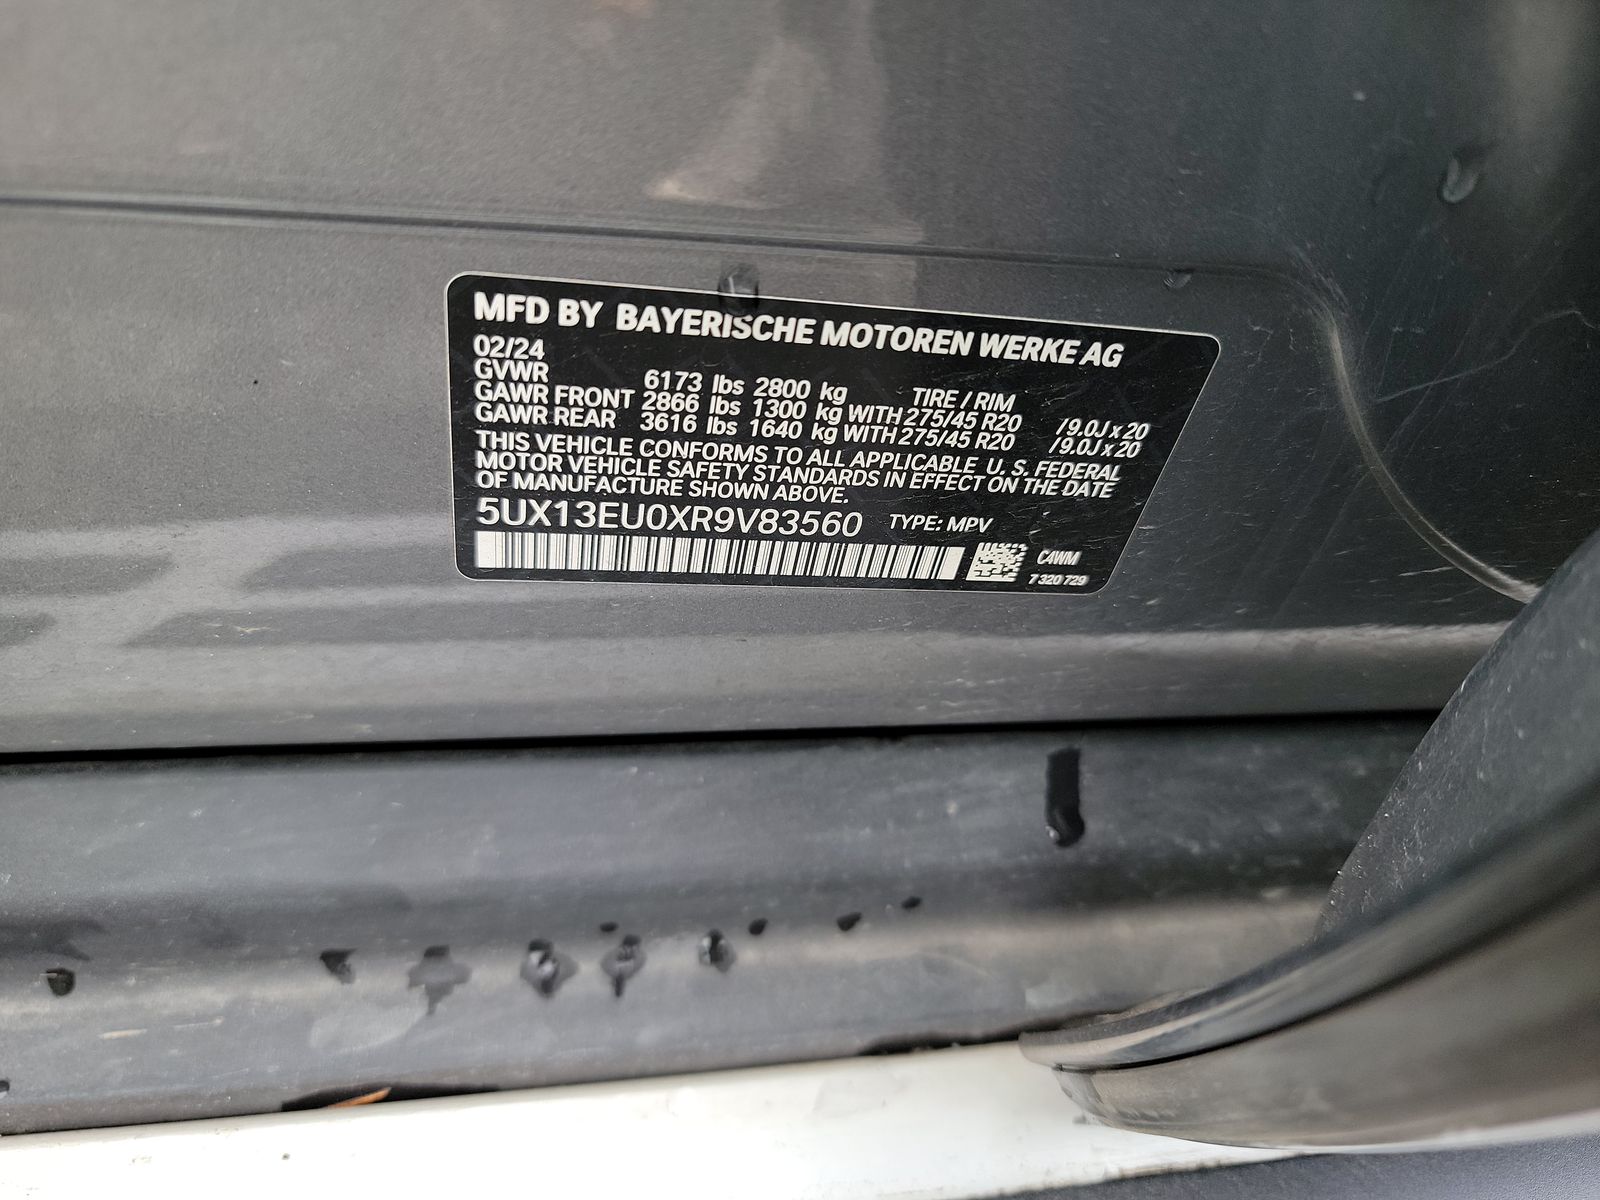 MFD BY BAYERISCHE MOTOREN WERKE AG
02/24
GVWR 6173 lbs 2800 kg TIRE / RIM
GAWR FRONT 2866 lbs 1300 kg WITH 275/45 R20 /9.0J x 20
GAWR REAR 3616 lbs 1640 kg WITH 275/45 R20 /9.0J x 20
THIS VEHICLE CONFORMS TO ALL APPLICABLE U. S. FEDERAL
MOTOR VEHICLE SAFETY STANDARDS IN EFFECT ON THE DATE
OF MANUFACTURE SHOWN ABOVE.
5UX13EU0XR9V83560 TYPE: MPV
C4WM
7 320 729